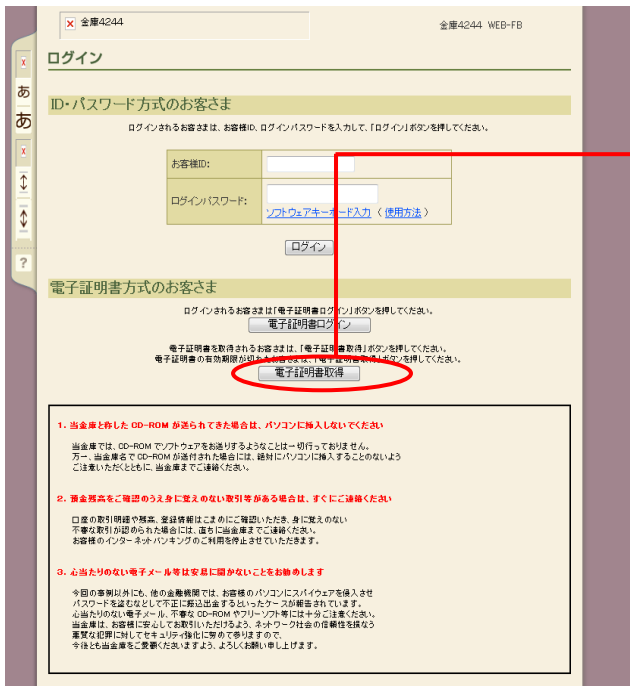 金庫4244
金庫4244 WEB-FB
ログイン
あ
あ
?
ID・パスワード方式のお客さま
ログインされるお客さまは、お客様ID、ログインパスワードを入力して、「ログイン」ボタンを押してください。
お客様ID:
ログインパスワード:
ソフトウェアキーボード入力 （使用方法）
ログイン
電子証明書方式のお客さま
ログインされるお客さまは「電子証明書ログイン」ボタンを押してください。
電子証明書ログイン
電子証明書を取得されるお客さまは、「電子証明書取得」ボタンを押してください。
電子証明書の有効期限が切れたお客さまは、「電子証明書取得」ボタンを押してください。
電子証明書取得
1. 当金庫と称した CD-ROM が送られてきた場合は、パソコンに挿入しないでください
当金庫では、CD-ROM でソフトウェアをお送りするようなことは一切行っておりません。
万一、当金庫名で CD-ROM が送付された場合には、絶対にパソコンに挿入することのないよう
ご注意いただくとともに、当金庫までご連絡ください。
2. 預金残高をご確認のうえ身に覚えのない取引等がある場合は、すぐにご連絡ください
口座の取引明細や残高、登録情報はこまめにご確認いただき、身に覚えのない
不審な取引が認められた場合には、直ちに当金庫までご連絡ください。
お客様のインターネットバンキングのご利用を停止させていただきます。
3. 心当たりのない電子メール等は安易に開かないことをお勧めします
今回の事例以外にも、他の金融機関では、お客様のパソコンにスパイウェアを侵入させ
パスワードを盗むなどして不正に振込出金するといったケースが報告されています。
心当たりのない電子メール、不審な CD-ROM やフリーソフト等には十分ご注意ください。
当金庫は、お客様に安心してお取引いただけるよう、ネットワーク社会の信頼性を損なう
悪質な犯罪に対してセキュリティ強化に努めて参りますので、
今後とも当金庫をご愛顧くださいますよう、よろしくお願い申し上げます。